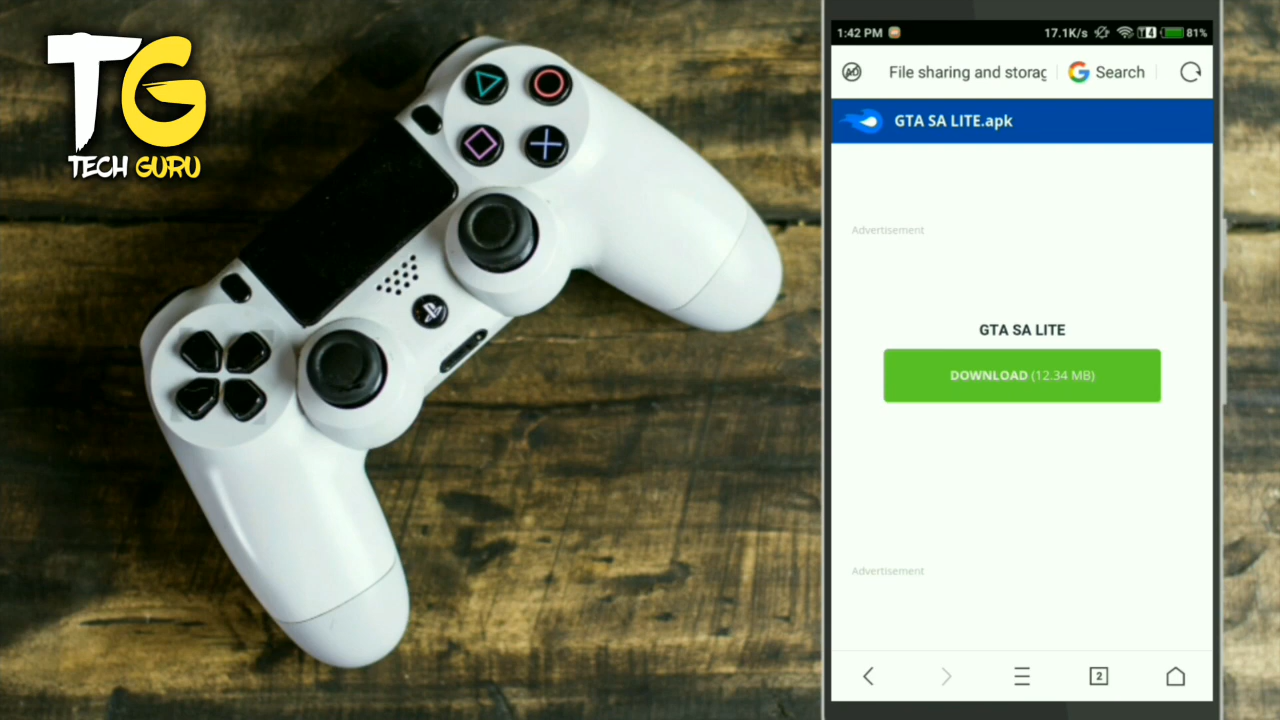 TG
TECH GURU
1:42 PM
17.1K/s
4
81%
File sharing and storag
G Search
GTA SA LITE.apk
Advertisement
GTA SA LITE
DOWNLOAD (12.34 MB)
Advertisement
2